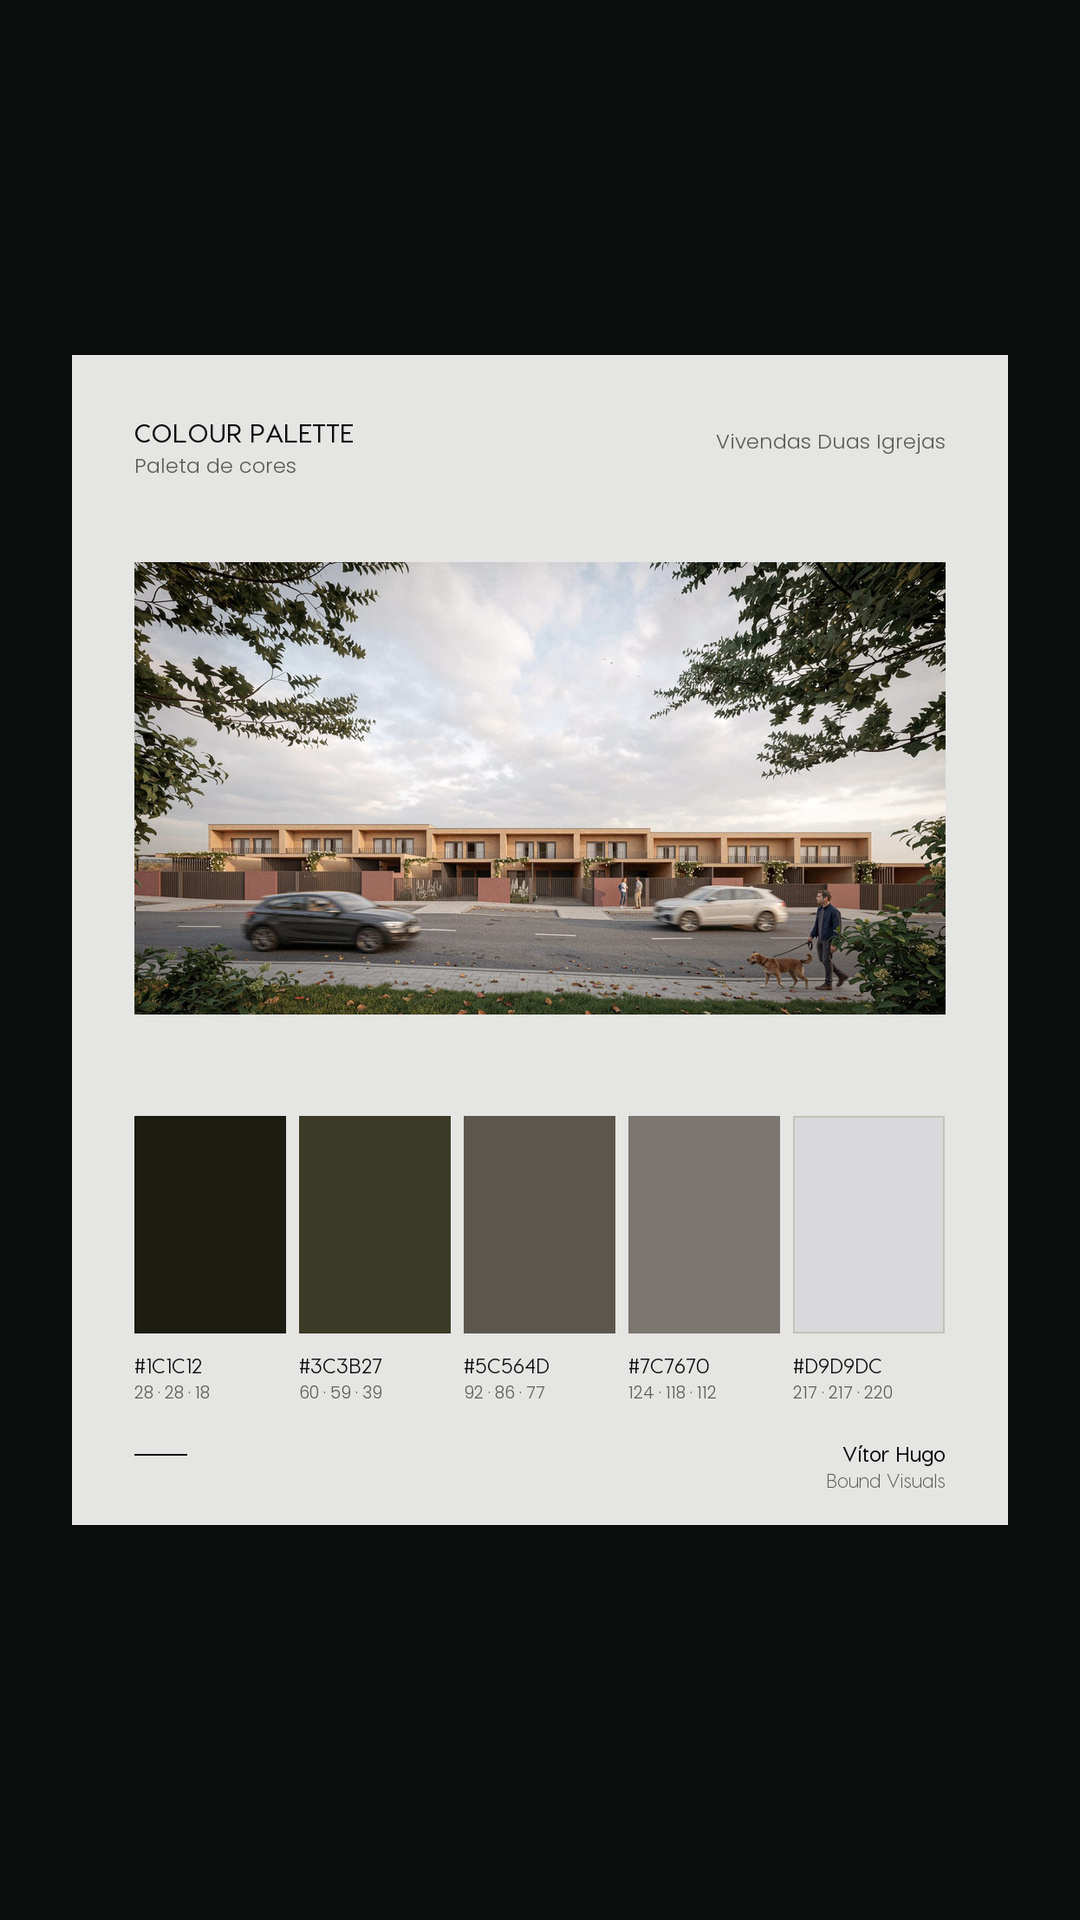 COLOUR PALETTE
Paleta de cores
Vivendas Duas Igrejas
#1C1C12
28 · 28 · 18
#3C3B27
60 · 59 · 39
#5C564D
92 · 86 · 77
#7C7670
124 · 118 · 112
#D9D9DC
217 · 217 · 220
Vítor Hugo
Bound Visuals